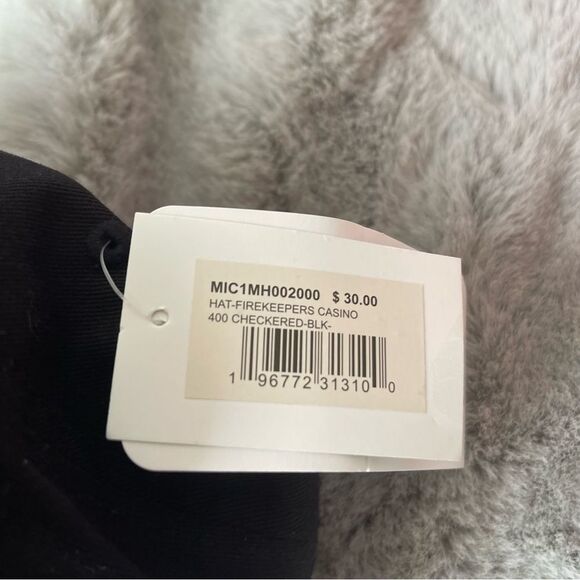 MIC1MH002000 $ 30.00
HAT-FIREKEEPERS CASINO
400 CHECKERED-BLK-
1 96772 31310 0